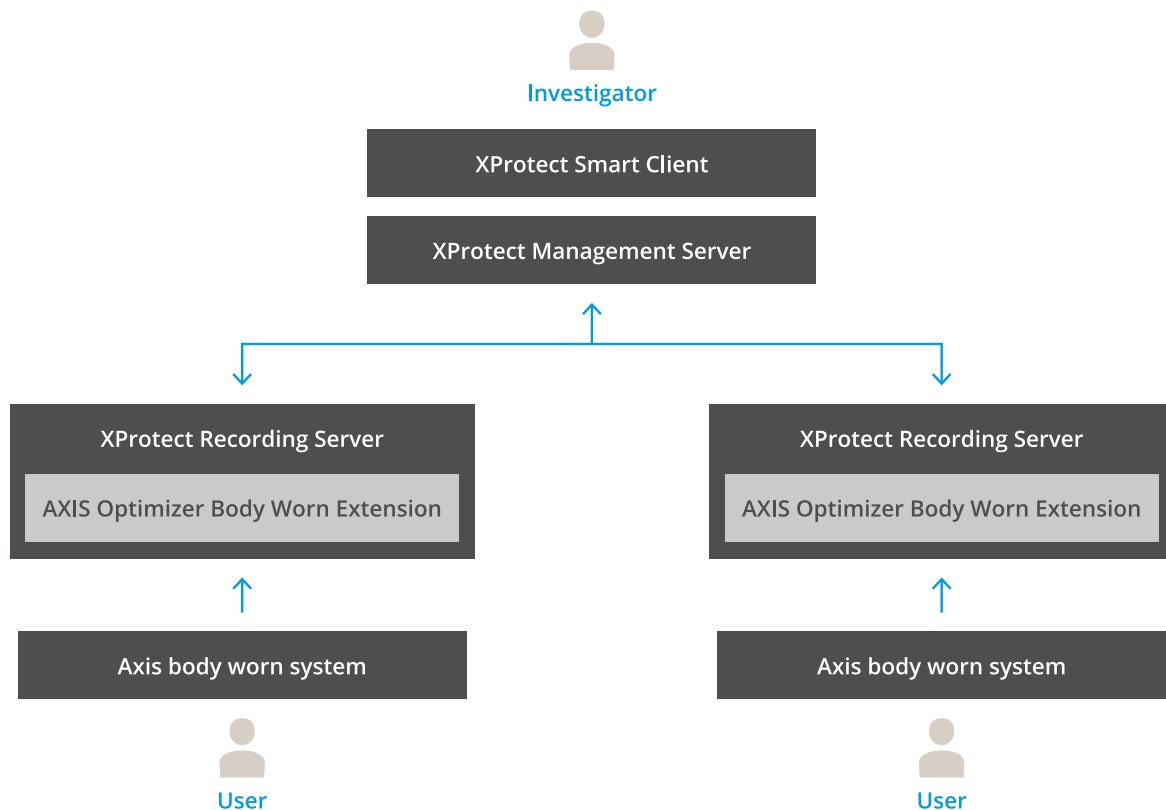 Investigator
XProtect Smart Client
XProtect Management Server
XProtect Recording Server
AXIS Optimizer Body Worn Extension
Axis body worn system
User
XProtect Recording Server
AXIS Optimizer Body Worn Extension
Axis body worn system
User